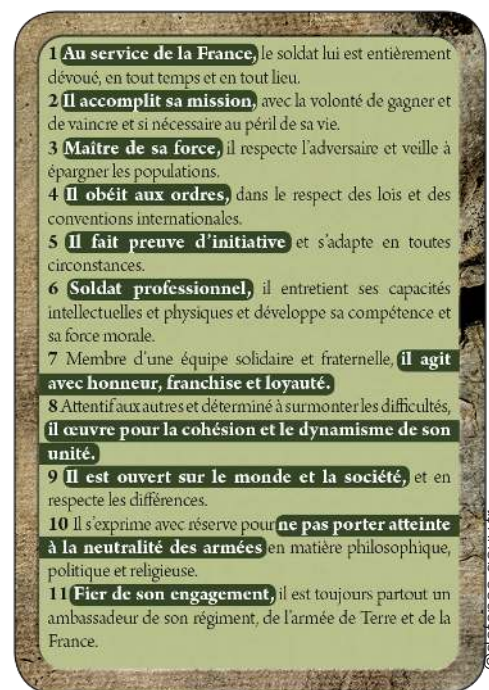 1 Au service de la France, le soldat lui est entièrement
dévoué, en tout temps et en tout lieu.
2 Il accomplit sa mission, avec la volonté de gagner et
de vaincre et si nécessaire au péril de sa vie.
3 Maître de sa force, il respecte l'adversaire et veille à
épargner les populations.
4 Il obéit aux ordres, dans le respect des lois et des
conventions internationales.
5 Il fait preuve d'initiative et s'adapte en toutes
circonstances.
6 Soldat professionnel, il entretient ses capacités
intellectuelles et physiques et développe sa compétence et
sa force morale.
7 Membre d'une équipe solidaire et fraternelle, il agit
avec honneur, franchise et loyauté.
8 Attentif aux autres et déterminé à surmonter les difficultés,
il œuvre pour la cohésion et le dynamisme de son
unité.
9 Il est ouvert sur le monde et la société, et en
respecte les différences.
10 Il s'exprime avec réserve pour ne pas porter atteinte
à la neutralité des armées en matière philosophique,
politique et religieuse.
11 Fier de son engagement, il est toujours partout un
ambassadeur de son régiment, de l'armée de Terre et de la
France.